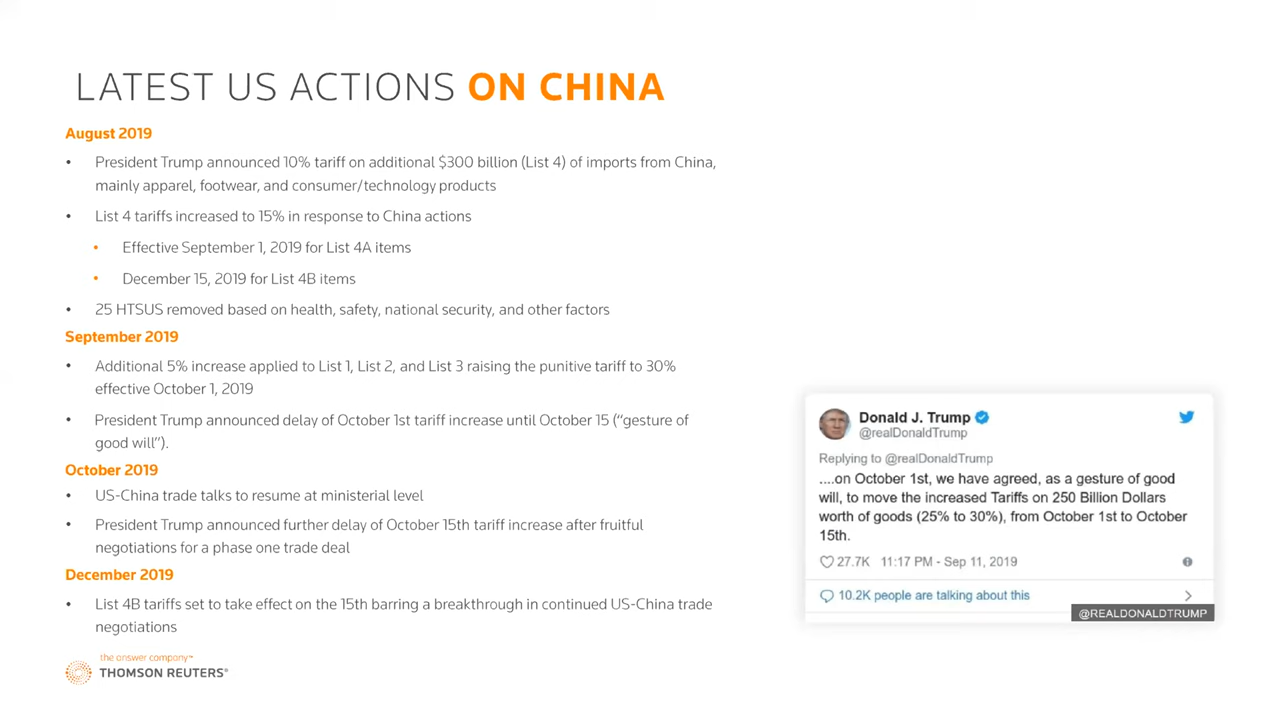 LATEST US ACTIONS ON CHINA
August 2019
• President Trump announced 10% tariff on additional $300 billion (List 4) of imports from China,
mainly apparel, footwear, and consumer/technology products
• List 4 tariffs increased to 15% in response to China actions
• Effective September 1, 2019 for List 4A items
• December 15, 2019 for List 4B items
• 25 HTSUS removed based on health, safety, national security, and other factors
September 2019
• Additional 5% increase applied to List 1, List 2, and List 3 raising the punitive tariff to 30%
effective October 1, 2019
• President Trump announced delay of October 1st tariff increase until October 15 (“gesture of
good will”).
October 2019
• US-China trade talks to resume at ministerial level
• President Trump announced further delay of October 15th tariff increase after fruitful
negotiations for a phase one trade deal
December 2019
• List 4B tariffs set to take effect on the 15th barring a breakthrough in continued US-China trade
negotiations
Donald J. Trump
@realDonaldTrump
Replying to @realDonaldTrump
....on October 1st, we have agreed, as a gesture of good
will, to move the increased Tariffs on 250 Billion Dollars
worth of goods (25% to 30%), from October 1st to October
15th.
27.7K 11:17 PM - Sep 11, 2019
10.2K people are talking about this
@REALDONALDTRUMP
the answer company™
THOMSON REUTERS®